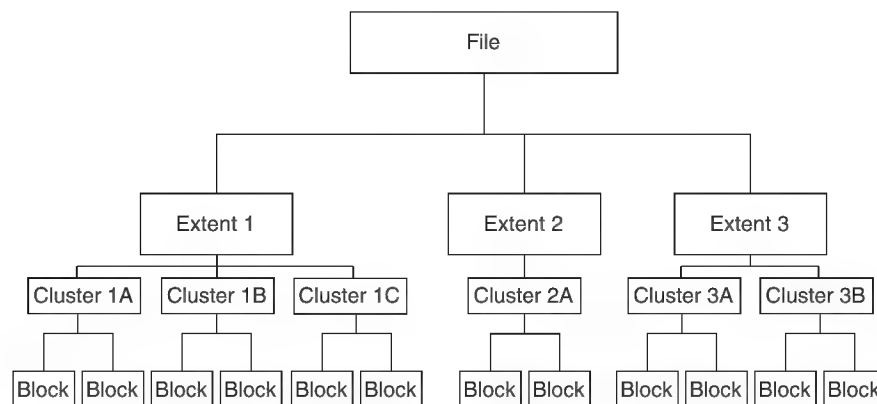 File
Extent 1 Extent 2 Extent 3
Cluster 1A Cluster 1B Cluster 1C Cluster 2A Cluster 3A Cluster 3B
Block Block Block Block Block Block Block Block Block Block Block Block